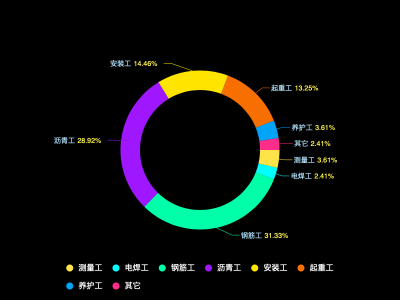 安装工 14.46%
起重工 13.25%
养护工 3.61%
沥青工 28.92%
其它 2.41%
测量工 3.61%
电焊工 2.41%
钢筋工 31.33%
测量工 电焊工 钢筋工 沥青工 安装工 起重工
养护工 其它